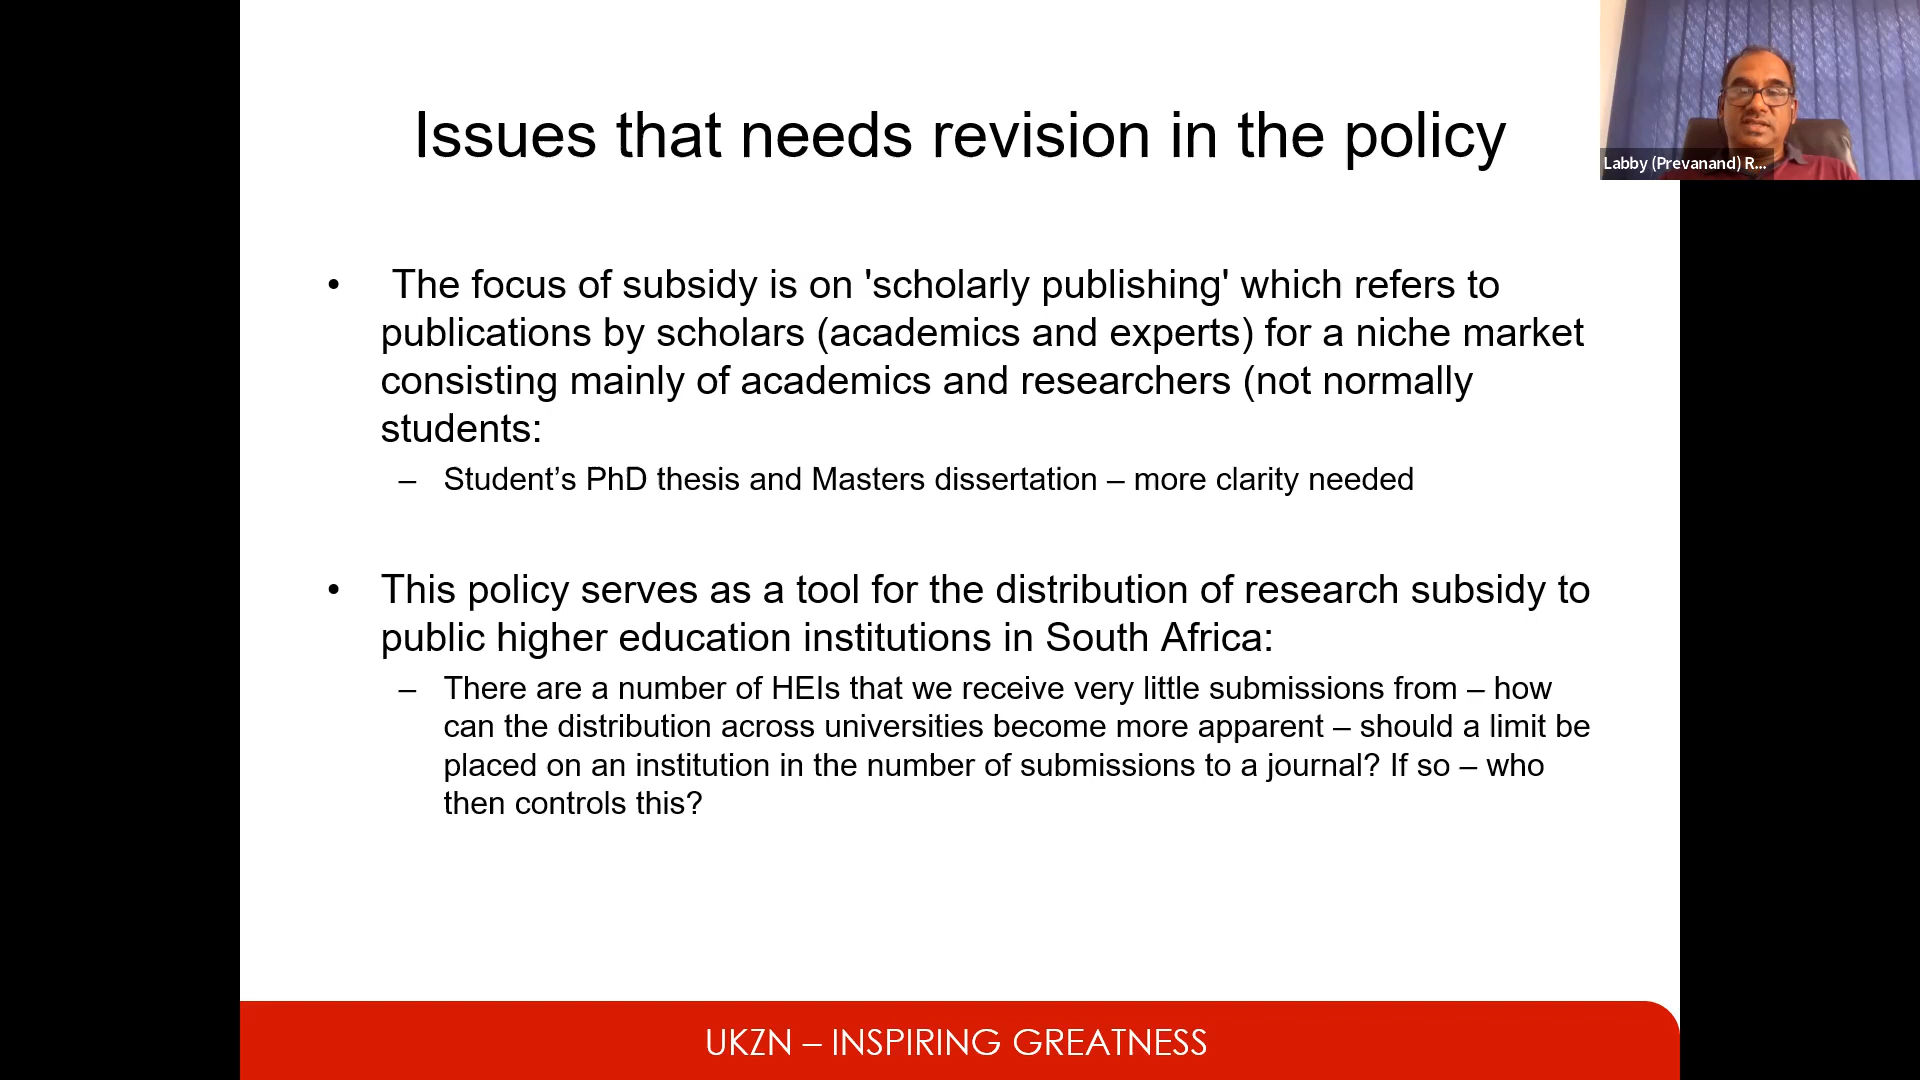 Issues that needs revision in the policy
Labby (Prevanand) R...
• The focus of subsidy is on 'scholarly publishing' which refers to
publications by scholars (academics and experts) for a niche market
consisting mainly of academics and researchers (not normally
students:
– Student’s PhD thesis and Masters dissertation – more clarity needed
• This policy serves as a tool for the distribution of research subsidy to
public higher education institutions in South Africa:
– There are a number of HEIs that we receive very little submissions from – how
can the distribution across universities become more apparent – should a limit be
placed on an institution in the number of submissions to a journal? If so – who
then controls this?
UKZN – INSPIRING GREATNESS